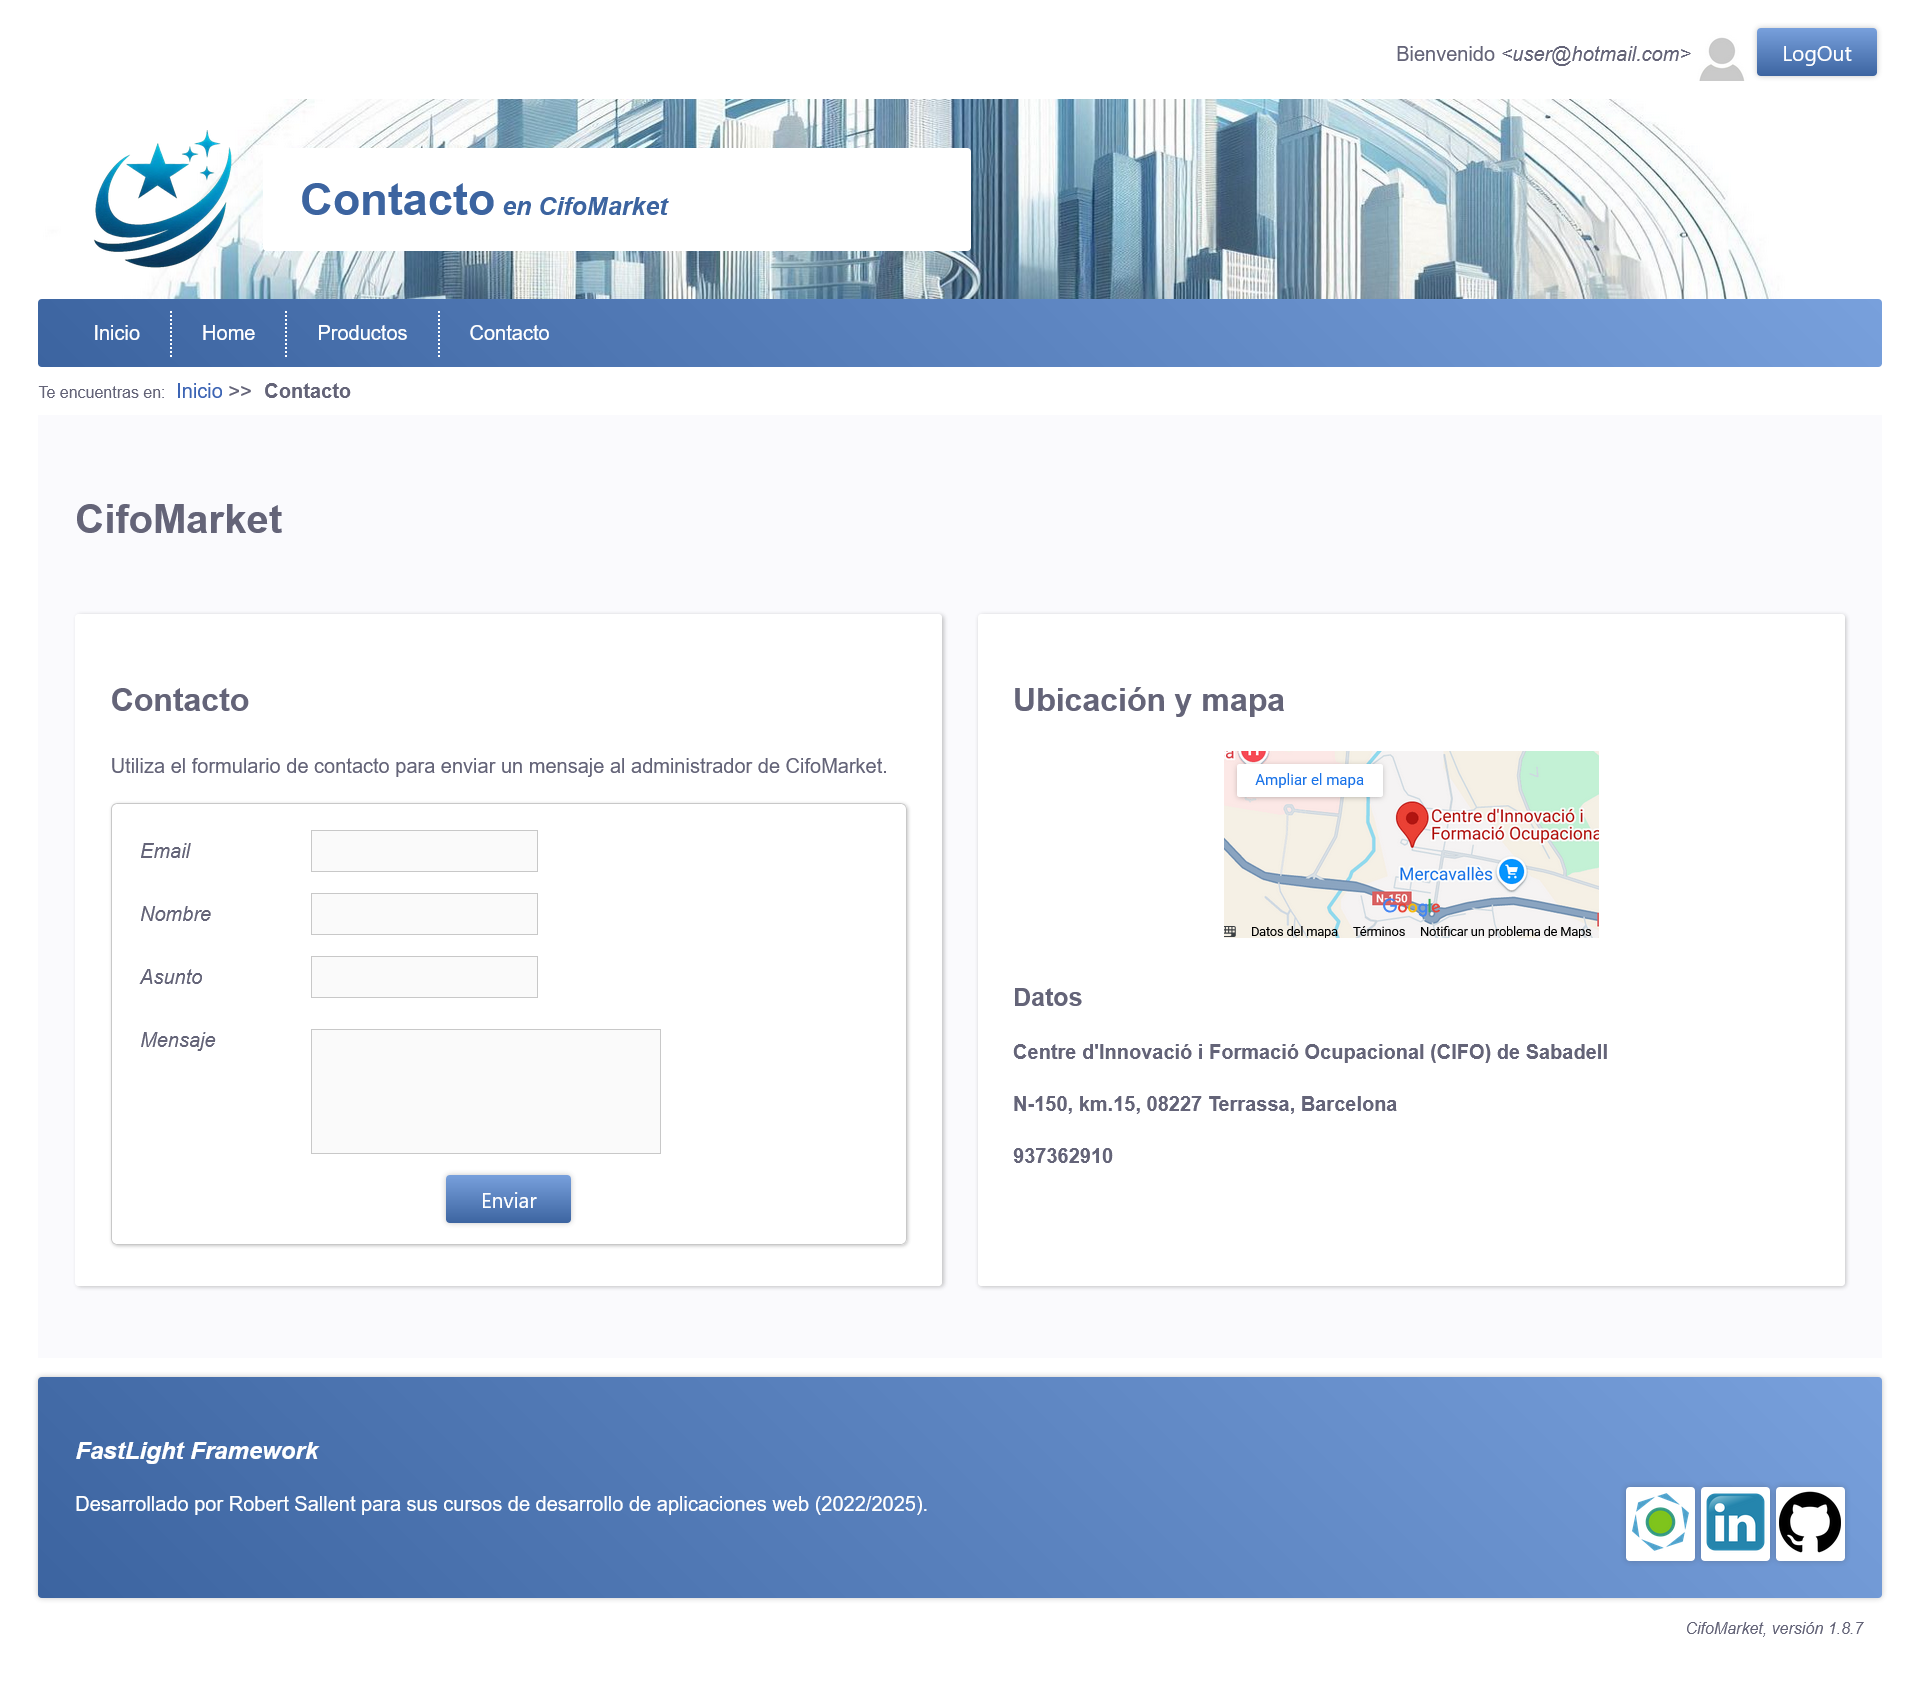 Bienvenido <user@hotmail.com>
LogOut
Contacto en CifoMarket
Inicio
Home
Productos
Contacto
Te encuentras en: Inicio >> Contacto
CifoMarket
Contacto
Utiliza el formulario de contacto para enviar un mensaje al administrador de CifoMarket.
Email
Nombre
Asunto
Mensaje
Enviar
Ubicación y mapa
a
Ampliar el mapa
Centre d'Innovació i
Formació Ocupaciona
Mercavallès
N-150
Google
Datos del mapa
Términos
Notificar un problema de Maps
Datos
Centre d'Innovació i Formació Ocupacional (CIFO) de Sabadell
N-150, km.15, 08227 Terrassa, Barcelona
937362910
FastLight Framework
Desarrollado por Robert Sallent para sus cursos de desarrollo de aplicaciones web (2022/2025).
in
CifoMarket, versión 1.8.7